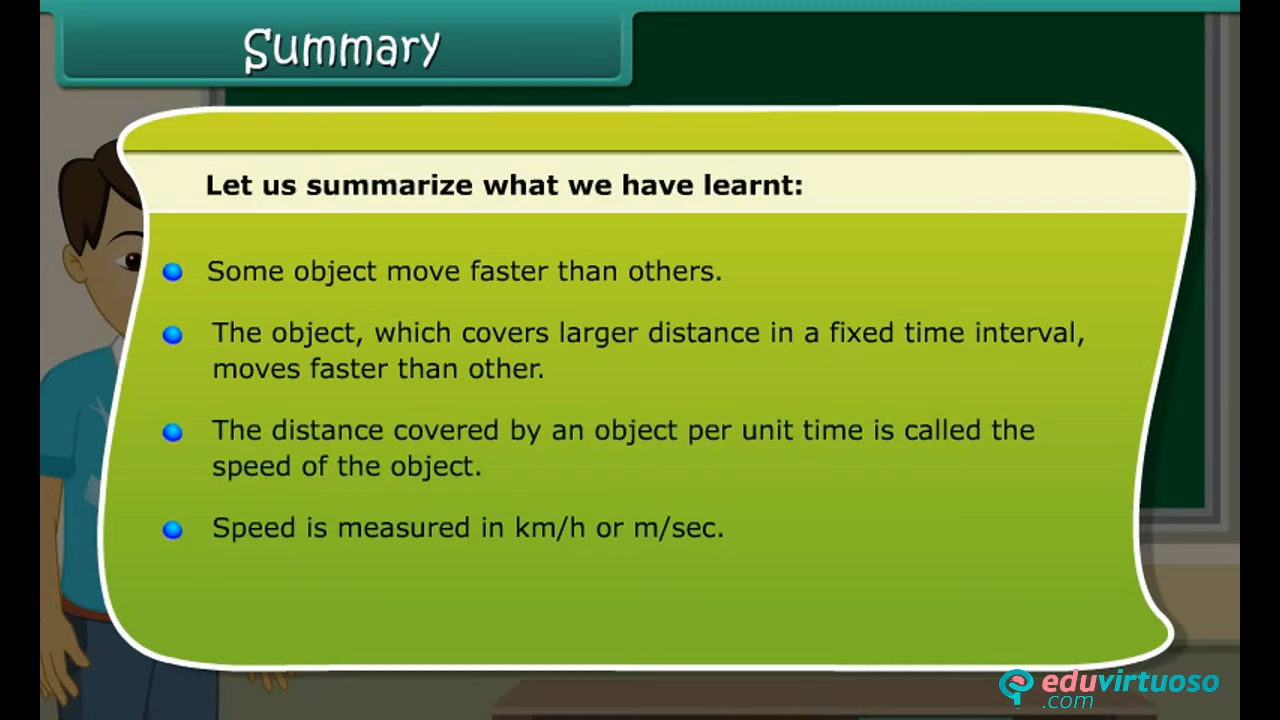 Summary
Let us summarize what we have learnt:
Some object move faster than others.
The object, which covers larger distance in a fixed time interval,
moves faster than other.
The distance covered by an object per unit time is called the
speed of the object.
Speed is measured in km/h or m/sec.
eduvirtuoso
.com